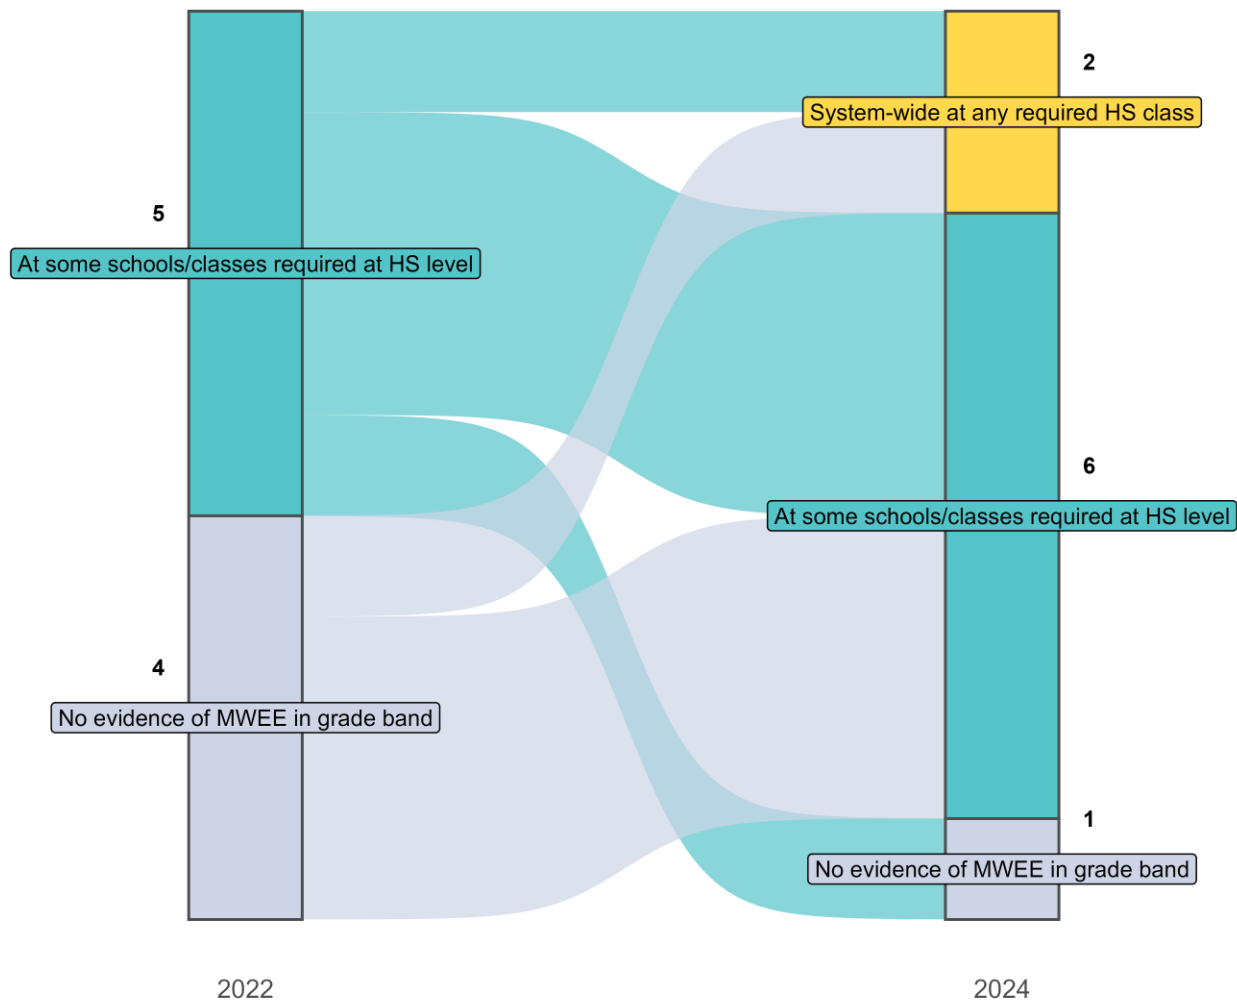 2
System-wide at any required HS class
5
At some schools/classes required at HS level
6
At some schools/classes required at HS level
4
No evidence of MWEE in grade band
1
No evidence of MWEE in grade band
2022
2024